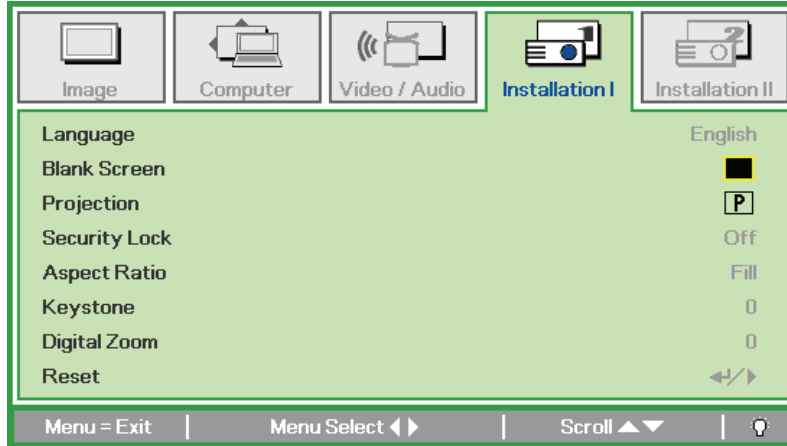 Image
Computer
Video / Audio
Installation I
Installation II
Language English
Blank Screen
Projection P
Security Lock Off
Aspect Ratio Fill
Keystone 0
Digital Zoom 0
Reset
Menu = Exit
Menu Select
Scroll